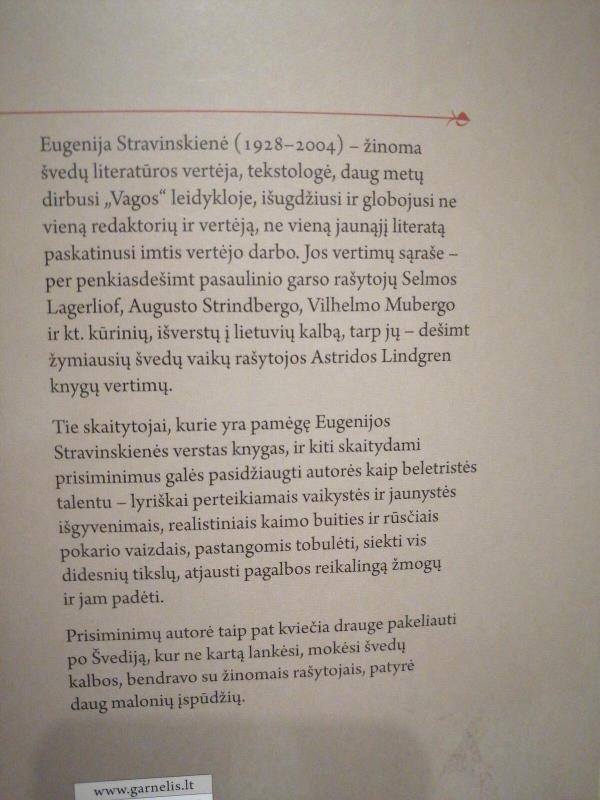 Eugenija Stravinskienė (1928–2004) – žinoma
švedų literatūros vertėja, tekstologė, daug metų
dirbusi „Vagos“ leidykloje, išugdžiusi ir globojusi ne
vieną redaktorių ir vertėją, ne vieną jaunąjį literatą
paskatinusi imtis vertėjo darbo. Jos vertimų sąraše –
per penkiasdešimt pasaulinio garso rašytojų Selmos
Lagerliof, Augusto Strindbergo, Vilhelmo Mubergo
ir kt. kūrinių, išverstų į lietuvių kalbą, tarp jų – dešimt
žymiausių švedų vaikų rašytojos Astridos Lindgren
knygų vertimų.
Tie skaitytojai, kurie yra pamėgę Eugenijos
Stravinskienės verstas knygas, ir kiti skaitydami
prisiminimus galės pasidžiaugti autorės kaip beletristės
talentu – lyriškai perteikiamais vaikystės ir jaunystės
išgyvenimais, realistiniais kaimo buities ir rūsčiais
pokario vaizdais, pastangomis tobulėti, siekti vis
didesnių tikslų, atjausti pagalbos reikalingą žmogų
ir jam padėti.
Prisiminimų autorė taip pat kviečia drauge pakeliauti
po Švediją, kur ne kartą lankėsi, mokėsi švedų
kalbos, bendravo su žinomais rašytojais, patyrė
daug malonių įspūdžių.
www.garnelis.lt